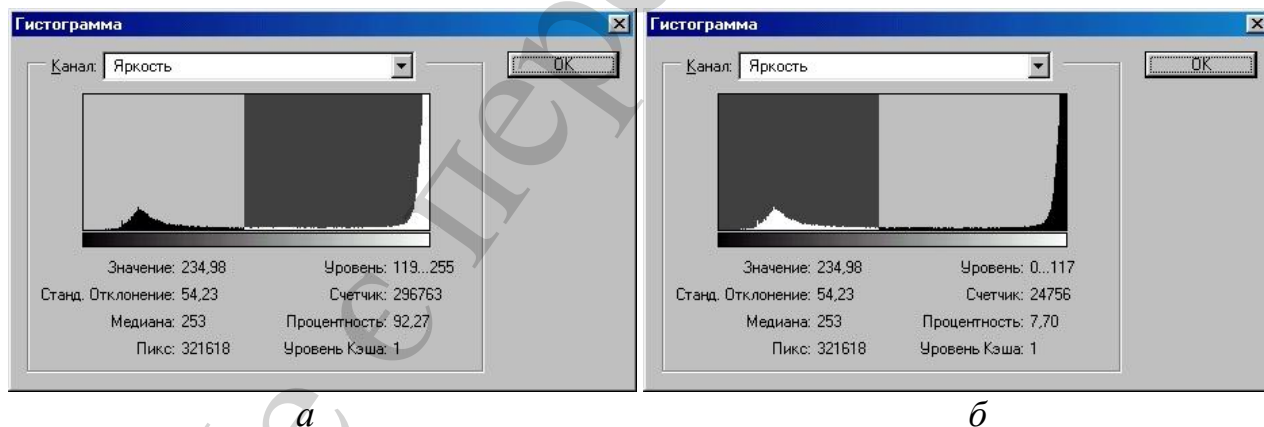 Гистограмма
Канал: Яркость
OK
Значение: 234,98 Уровень: 119...255
Станд. Отклонение: 54,23 Счетчик: 296763
Медиана: 253 Процентность: 92,27
Пикс: 321618 Уровень Кэша: 1
а
Гистограмма
Канал: Яркость
OK
Значение: 234,98 Уровень: 0...117
Станд. Отклонение: 54,23 Счетчик: 24756
Медиана: 253 Процентность: 7,70
Пикс: 321618 Уровень Кэша: 1
б